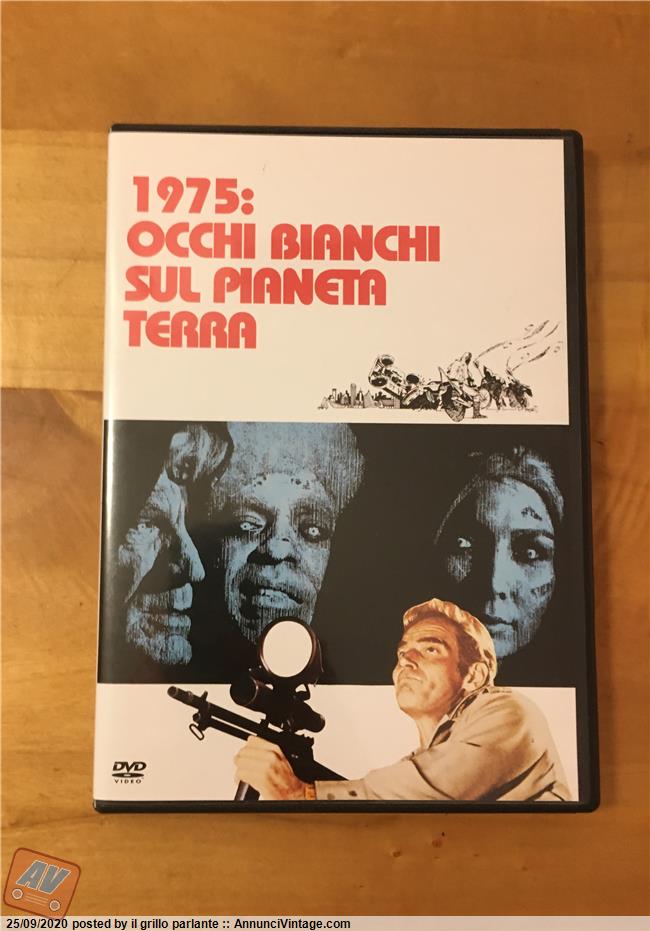 1975:
OCCHI BIANCHI
SUL PIANETA
TERRA
DVD
VIDEO
AV
25/09/2020 posted by il grillo parlante :: AnnunciVintage.com